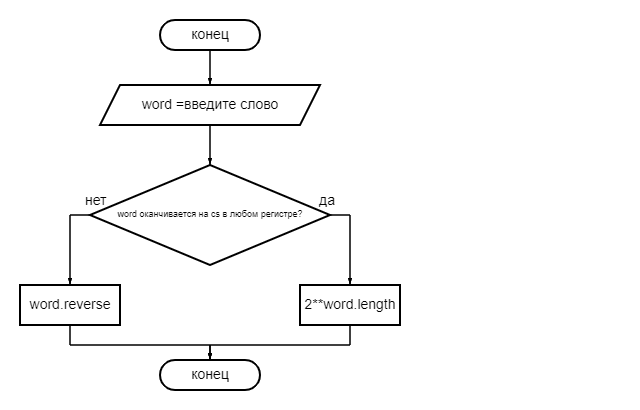 конец
word =введите слово
нет
да
word оканчивается на cs в любом регистре?
word.reverse
2**word.length
конец